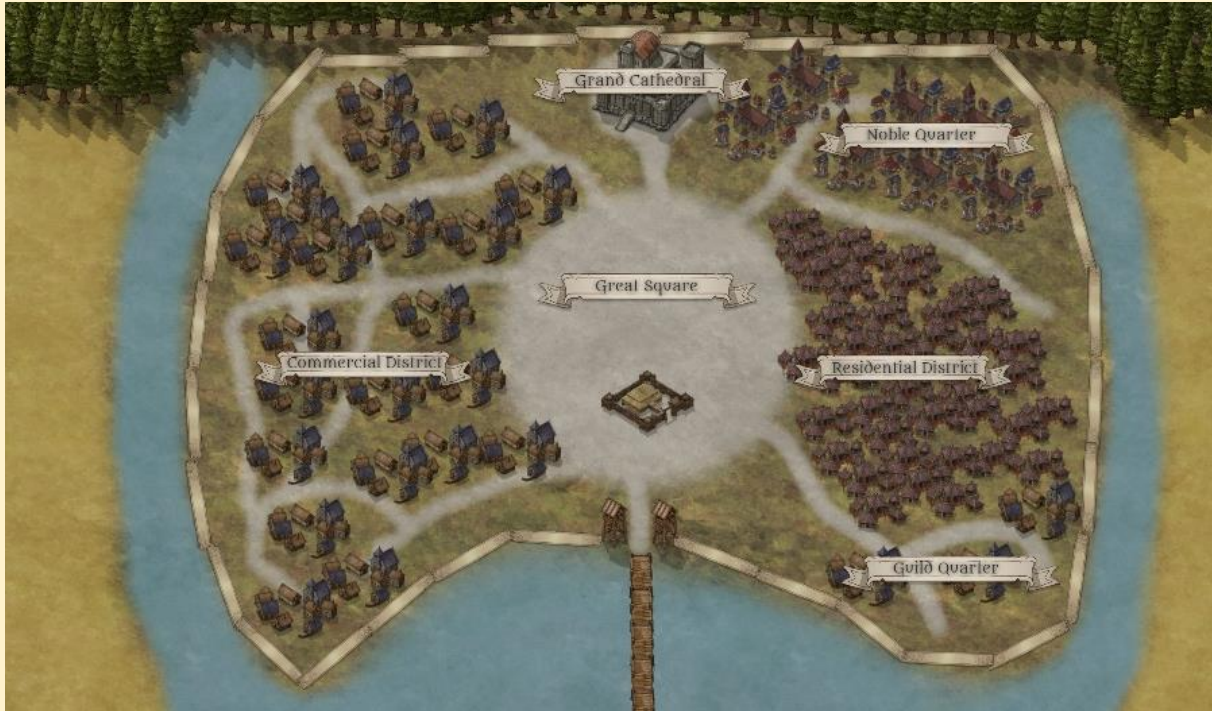 Grand Cathedral
Noble Quarter
Great Square
Commercial District
Residential District
Guild Quarter